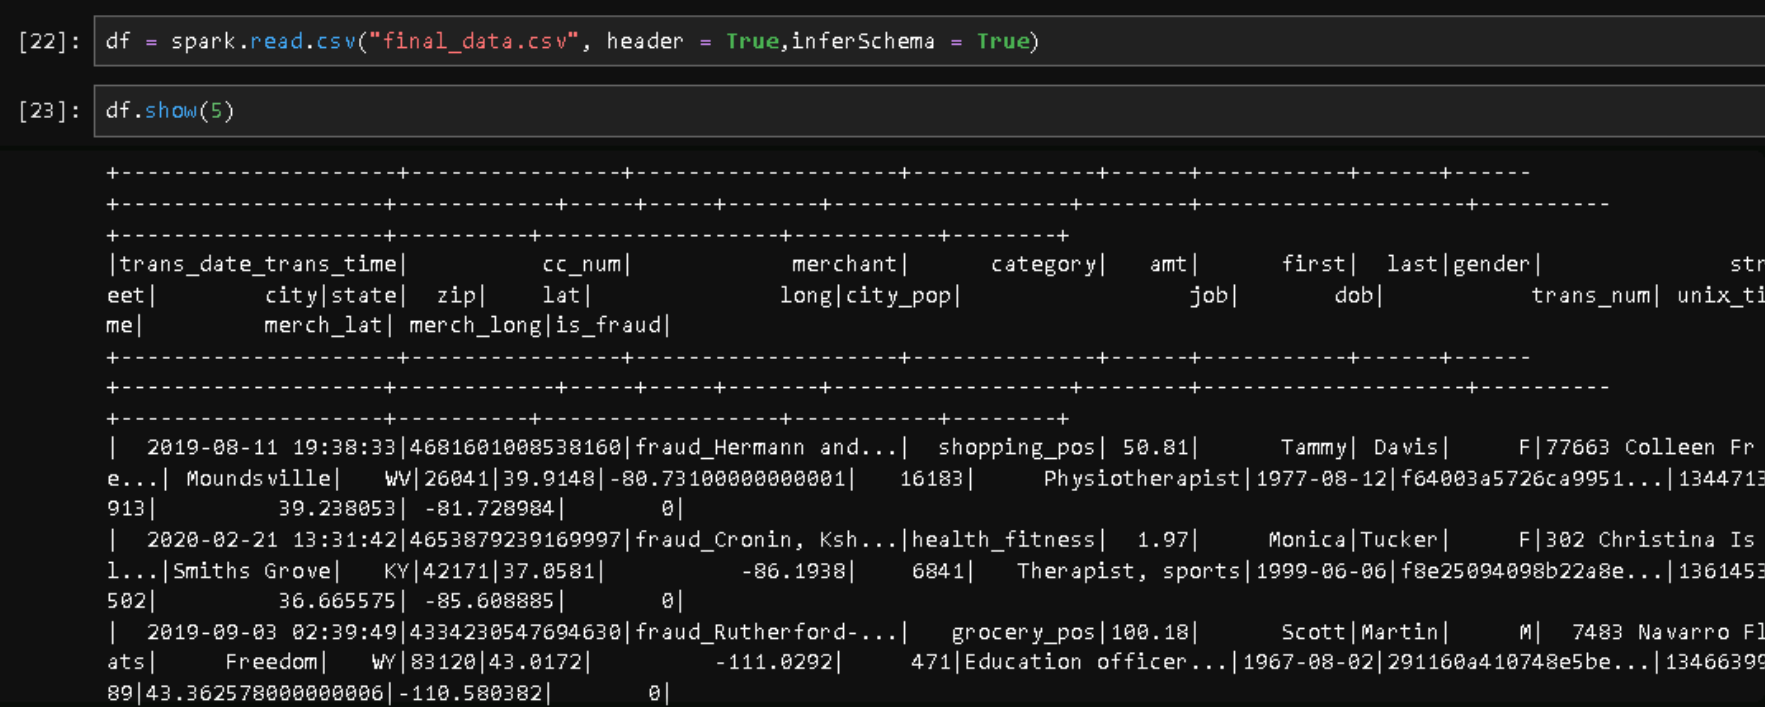 [22]: df = spark.read.csv("final_data.csv", header = True,inferSchema = True)
[23]: df.show(5)
+---------------------+----------------+--------------------+--------------+------+-----------+------+------
+--------------------+------------+-----+-----+-------+------------------+--------+--------------------+----------
+--------------------+----------+------------------+-----------+--------+
|trans_date_trans_time| cc_num| merchant| category| amt| first| last|gender| str
eet| city|state| zip| lat| long|city_pop| job| dob| trans_num| unix_ti
me| merch_lat| merch_long|is_fraud|
+---------------------+----------------+--------------------+--------------+------+-----------+------+------
+--------------------+------------+-----+-----+-------+------------------+--------+--------------------+----------
+--------------------+----------+------------------+-----------+--------+
| 2019-08-11 19:38:33|4681601008538160|fraud_Hermann and...| shopping_pos| 50.81| Tammy| Davis| F|77663 Colleen Fr
e...| Moundsville| WV|26041|39.9148|-80.73100000000001| 16183| Physiotherapist|1977-08-12|f64003a5726ca9951...|1344713
913| 39.238053| -81.728984| 0|
| 2020-02-21 13:31:42|4653879239169997|fraud_Cronin, Ksh...|health_fitness| 1.97| Monica|Tucker| F|302 Christina Is
l...|Smiths Grove| KY|42171|37.0581| -86.1938| 6841| Therapist, sports|1999-06-06|f8e25094098b22a8e...|1361453
502| 36.665575| -85.608885| 0|
| 2019-09-03 02:39:49|4334230547694630|fraud_Rutherford-...| grocery_pos|100.18| Scott|Martin| M| 7483 Navarro Fl
ats| Freedom| WY|83120|43.0172| -111.0292| 471|Education officer...|1967-08-02|291160a410748e5be...|13466399
89|43.362578000000006|-110.580382| 0|